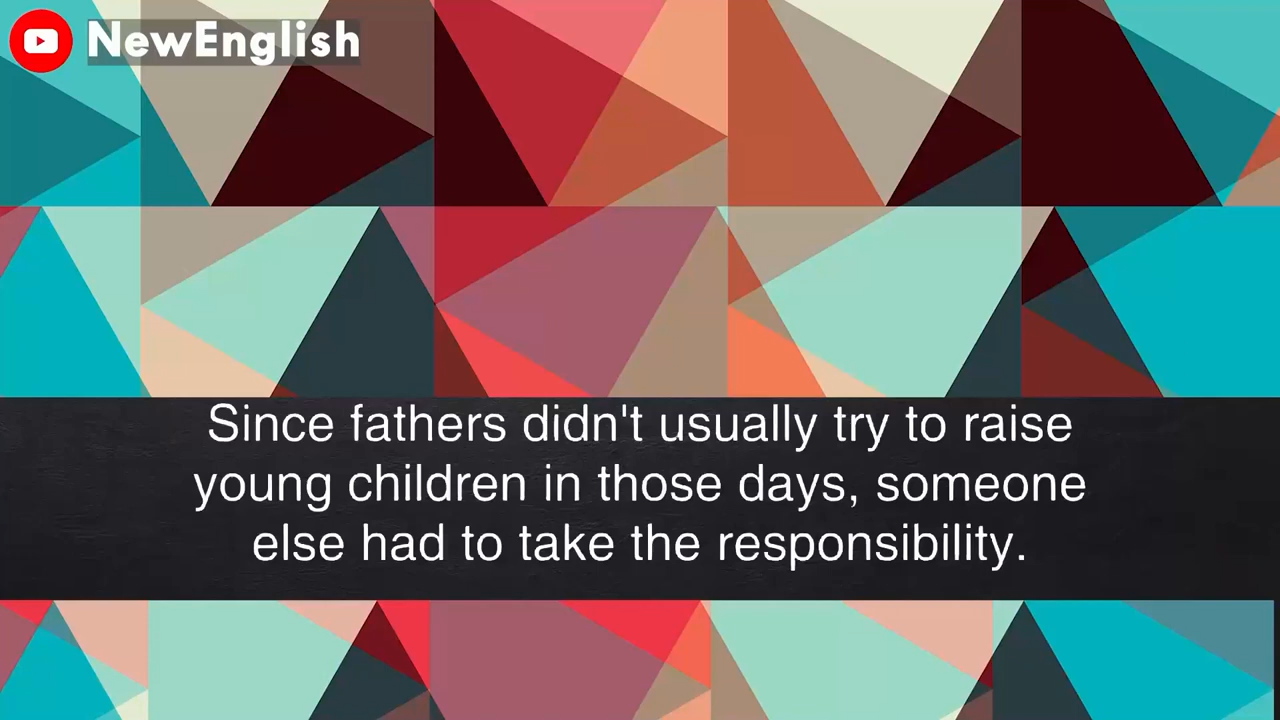 NewEnglish
Since fathers didn't usually try to raise
young children in those days, someone
else had to take the responsibility.